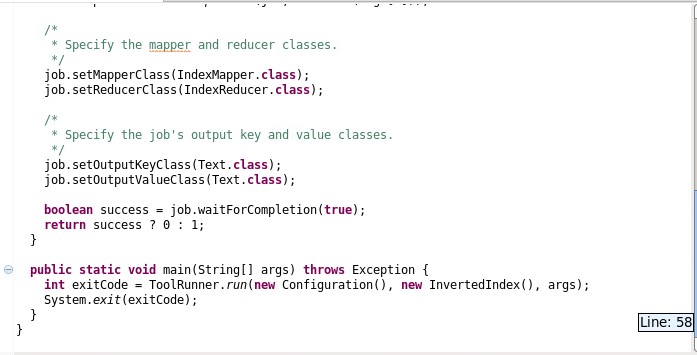 /*
* Specify the mapper and reducer classes.
*/
job.setMapperClass(IndexMapper.class);
job.setReducerClass(IndexReducer.class);
/*
* Specify the job's output key and value classes.
*/
job.setOutputKeyClass(Text.class);
job.setOutputValueClass(Text.class);
boolean success = job.waitForCompletion(true);
return success ? 0 : 1;
}
public static void main(String[] args) throws Exception {
int exitCode = ToolRunner.run(new Configuration(), new InvertedIndex(), args);
System.exit(exitCode);
}
}
Line: 58